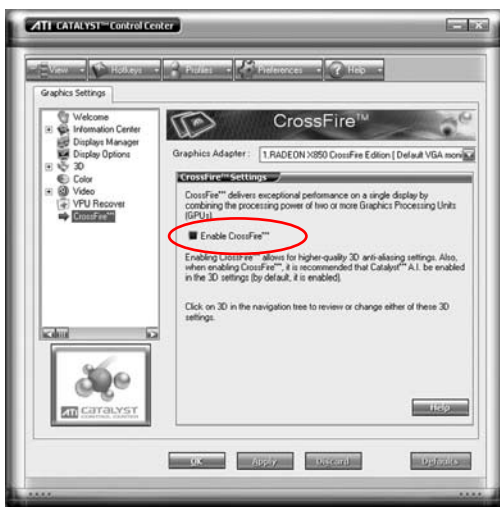 ATI CATALYST™ Control Center
View Hotkeys Profiles Preferences ? Help
Graphics Settings
Welcome
Information Center
Displays Manager
Display Options
3D
Color
Video
VPU Recover
CrossFire™
CrossFire™
Graphics Adapter :
1.RADEON X850 CrossFire Edition [ Default VGA moni
CrossFire™ Settings
CrossFire™ delivers exceptional performance on a single display by
combining the processing power of two or more Graphics Processing Units
(GPUs).
Enable CrossFire™
Enabling CrossFire™ allows for higher-quality 3D anti-aliasing settings. Also,
when enabling CrossFire™, it is recommended that Catalyst™ A.I. be enabled
in the 3D settings (by default, it is enabled).
Click on 3D in the navigation tree to review or change either of these 3D
settings.
ATI CATALYST
CONTROL CENTER
Help
OK Apply Discard Defaults